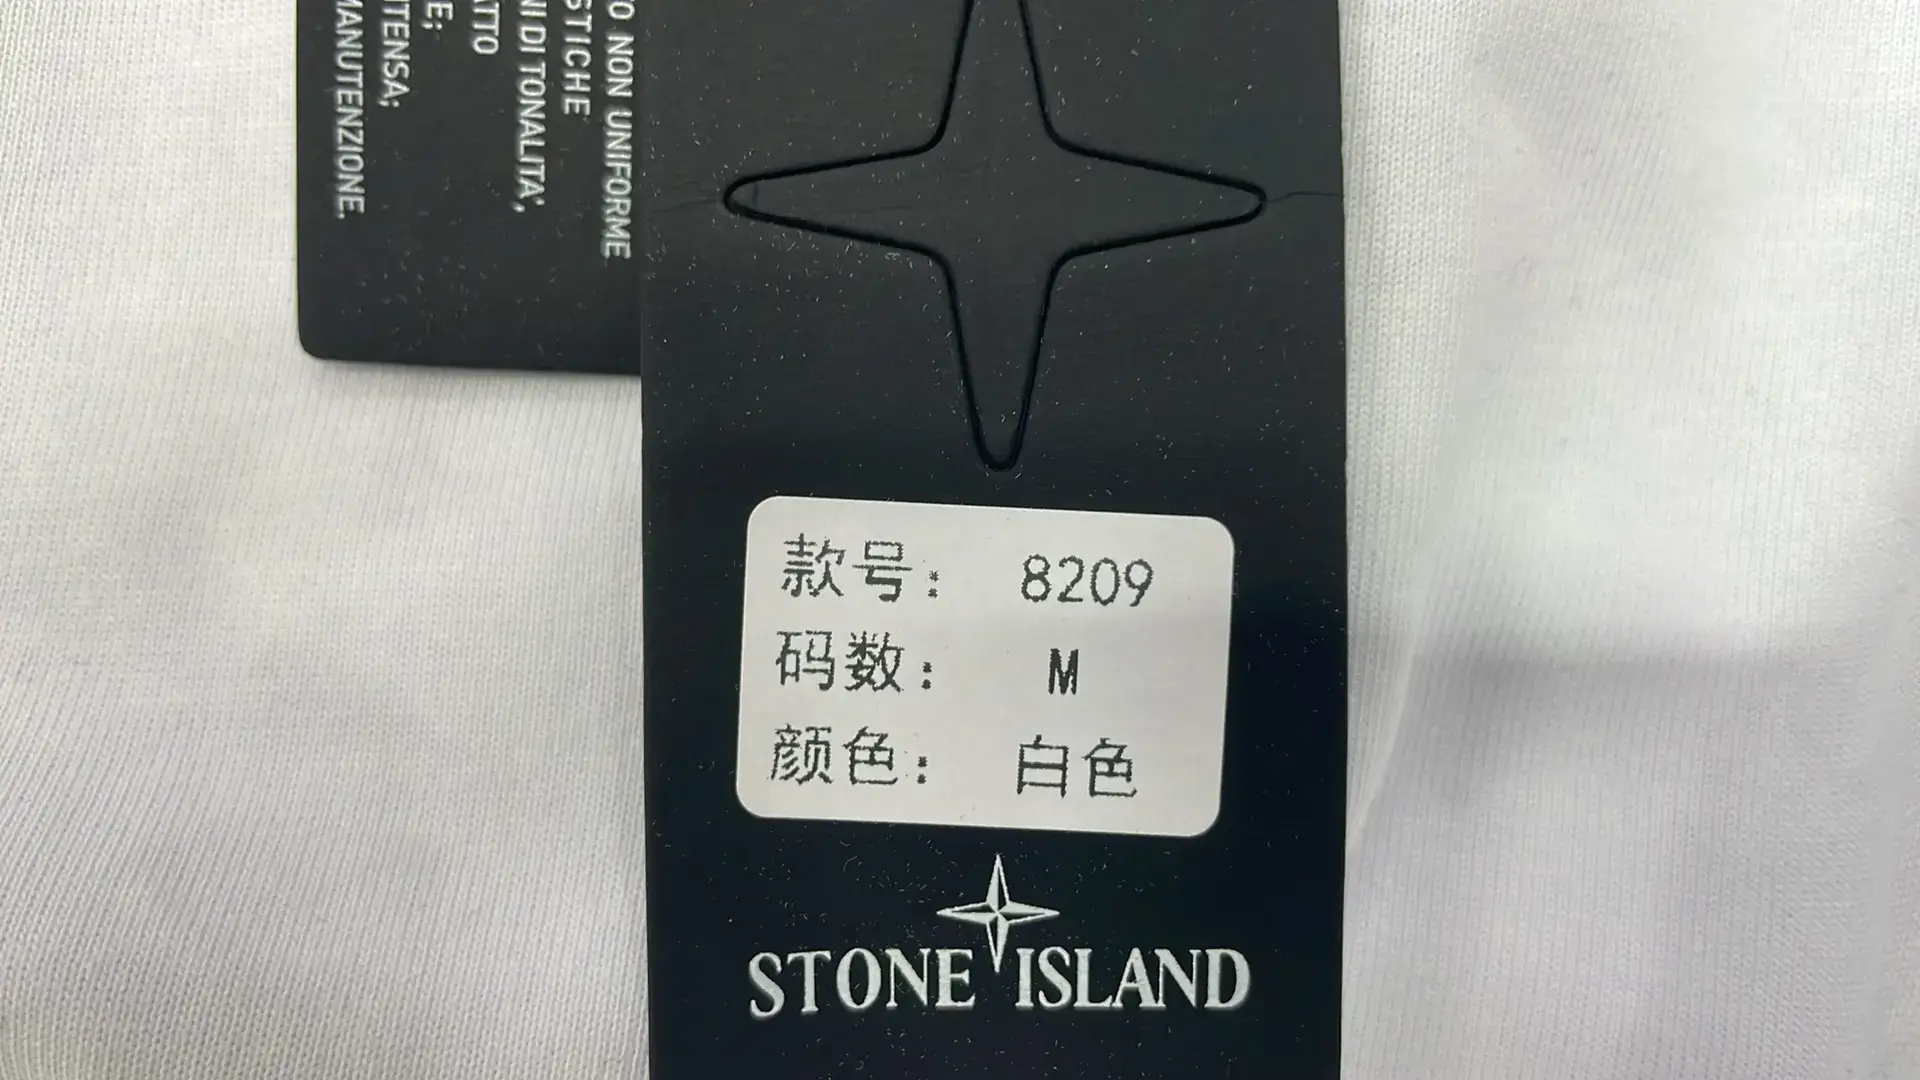 O NON UNIFORME
STICHE
NI DI TONALITA',
ATTO
E;
TENSA;
MANUTENZIONE.
款号: 8209
码数: M
颜色: 白色
STONE ISLAND